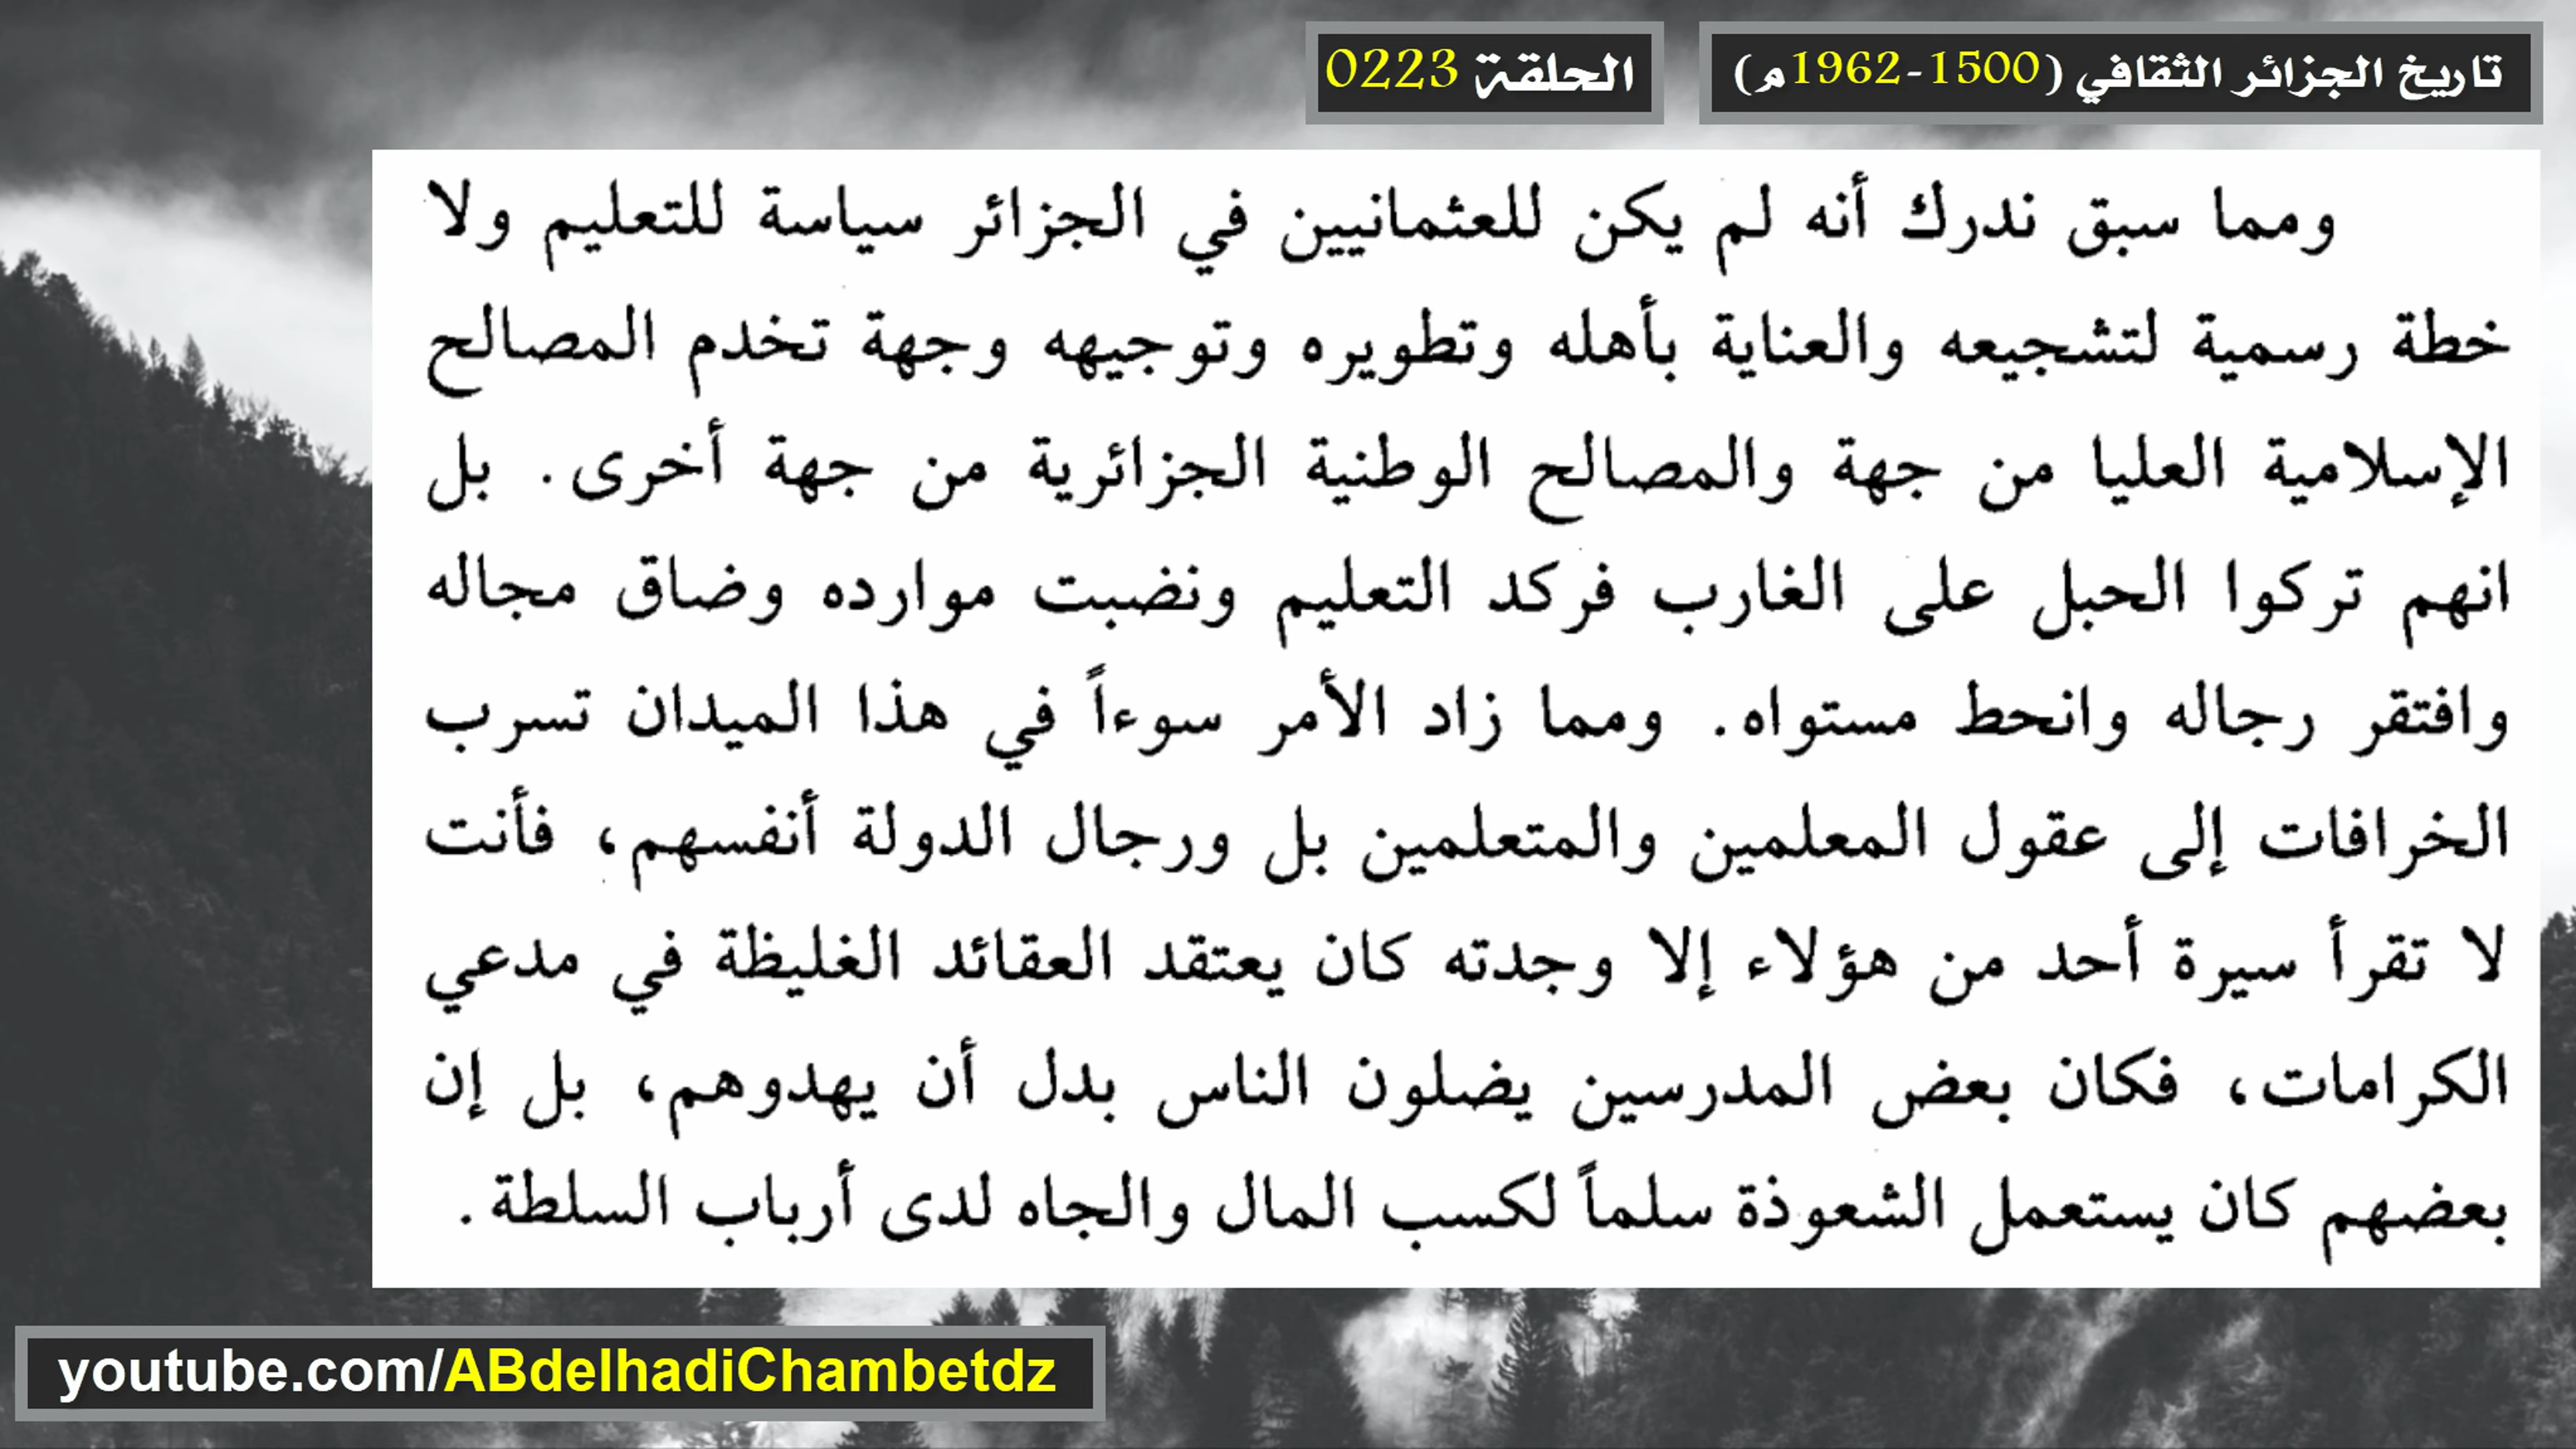 تاريخ الجزائر الثقافي (1500-1962م)
الحلقة 0223
ومما سبق ندرك أنه لم يكن للعثمانيين في الجزائر سياسة للتعليم ولا
خطة رسمية لتشجيعه والعناية بأهله وتطويره وتوجيهه وجهة تخدم المصالح
الإسلامية العليا من جهة والمصالح الوطنية الجزائرية من جهة أخرى. بل
انهم تركوا الحبل على الغارب فركد التعليم ونضبت موارده وضاق مجاله
وافتقر رجاله وانحط مستواه. ومما زاد الأمر سوءاً في هذا الميدان تسرب
الخرافات إلى عقول المعلمين والمتعلمين بل ورجال الدولة أنفسهم، فأنت
لا تقرأ سيرة أحد من هؤلاء إلا وجدته كان يعتقد العقائد الغليظة في مدعي
الكرامات، فكان بعض المدرسين يضلون الناس بدل أن يهدوهم، بل إن
بعضهم كان يستعمل الشعوذة سلماً لكسب المال والجاه لدى أرباب السلطة.
youtube.com/ABdelhadiChambetdz